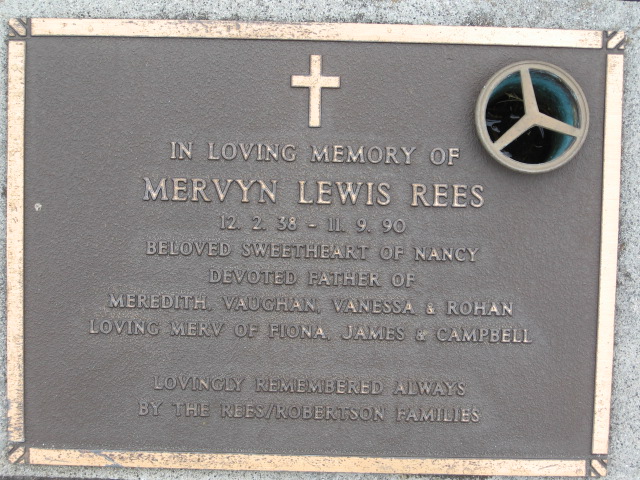 IN LOVING MEMORY OF
MERVYN LEWIS REES
12. 2. 38 - 11. 9. 90
BELOVED SWEETHEART OF NANCY
DEVOTED FATHER OF
MEREDITH, VAUGHAN, VANESSA & ROHAN
LOVING MERV OF FIONA, JAMES & CAMPBELL
LOVINGLY REMEMBERED ALWAYS
BY THE REES/ROBERTSON FAMILIES